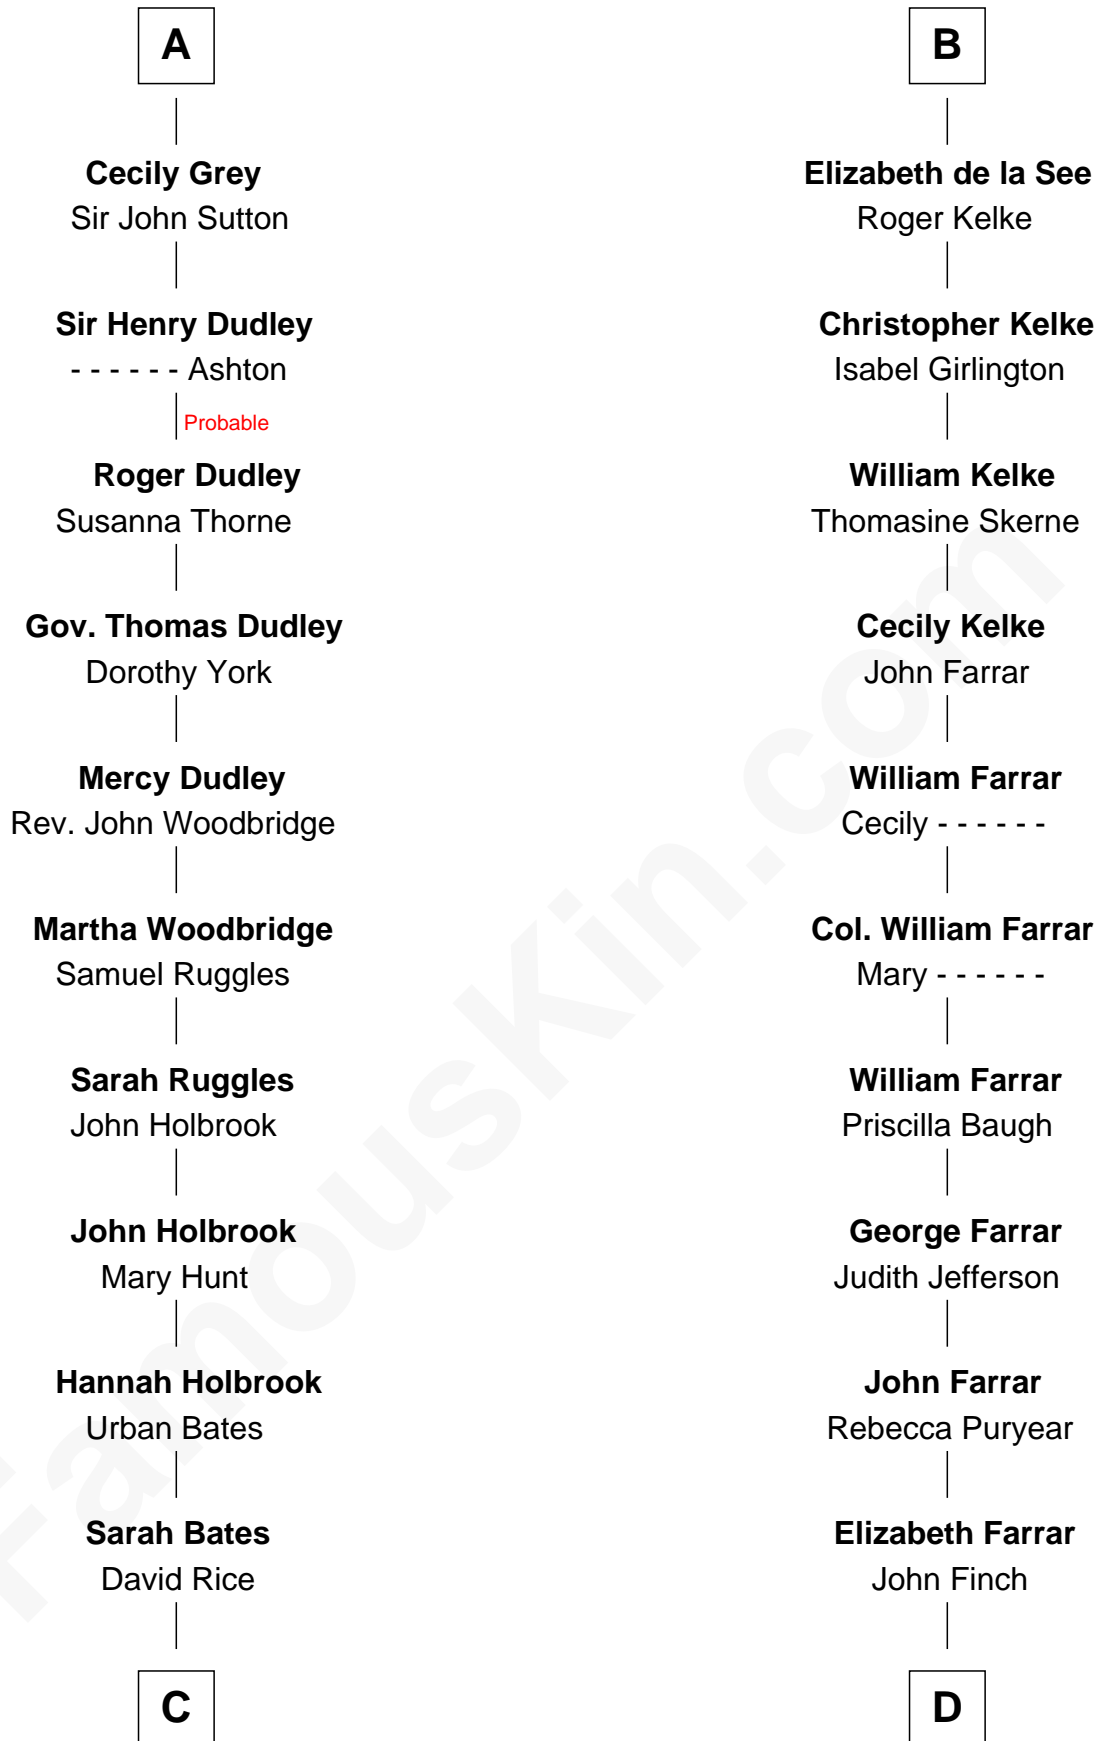 A
Cecily Grey
Sir John Sutton
Sir Henry Dudley
- - - - - - Ashton
Probable
Roger Dudley
Susanna Thorne
Gov. Thomas Dudley
Dorothy York
Mercy Dudley
Rev. John Woodbridge
Martha Woodbridge
Samuel Ruggles
Sarah Ruggles
John Holbrook
John Holbrook
Mary Hunt
Hannah Holbrook
Urban Bates
Sarah Bates
David Rice
C
B
Elizabeth de la See
Roger Kelke
Christopher Kelke
Isabel Girlington
William Kelke
Thomasine Skerne
Cecily Kelke
John Farrar
William Farrar
Cecily - - - - - -
Col. William Farrar
Mary - - - - - -
William Farrar
Priscilla Baugh
George Farrar
Judith Jefferson
John Farrar
Rebecca Puryear
Elizabeth Farrar
John Finch
D
FamousKin.com